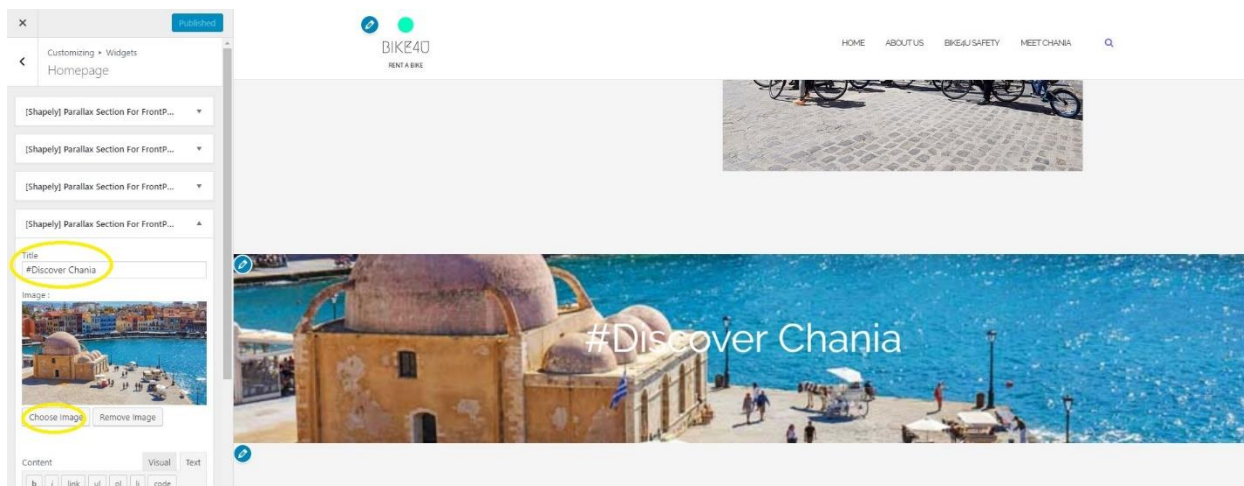 Published
Customizing ▸ Widgets
Homepage
[Shapely] Parallax Section For FrontP...
[Shapely] Parallax Section For FrontP...
[Shapely] Parallax Section For FrontP...
[Shapely] Parallax Section For FrontP...
Title
#Discover Chania
Image :
Choose Image
Remove Image
Content
Visual Text
b i link ul ol li code
BIKE4U
RENT A BIKE
HOME ABOUT US BIKE4U SAFETY MEET CHANIA
#Discover Chania